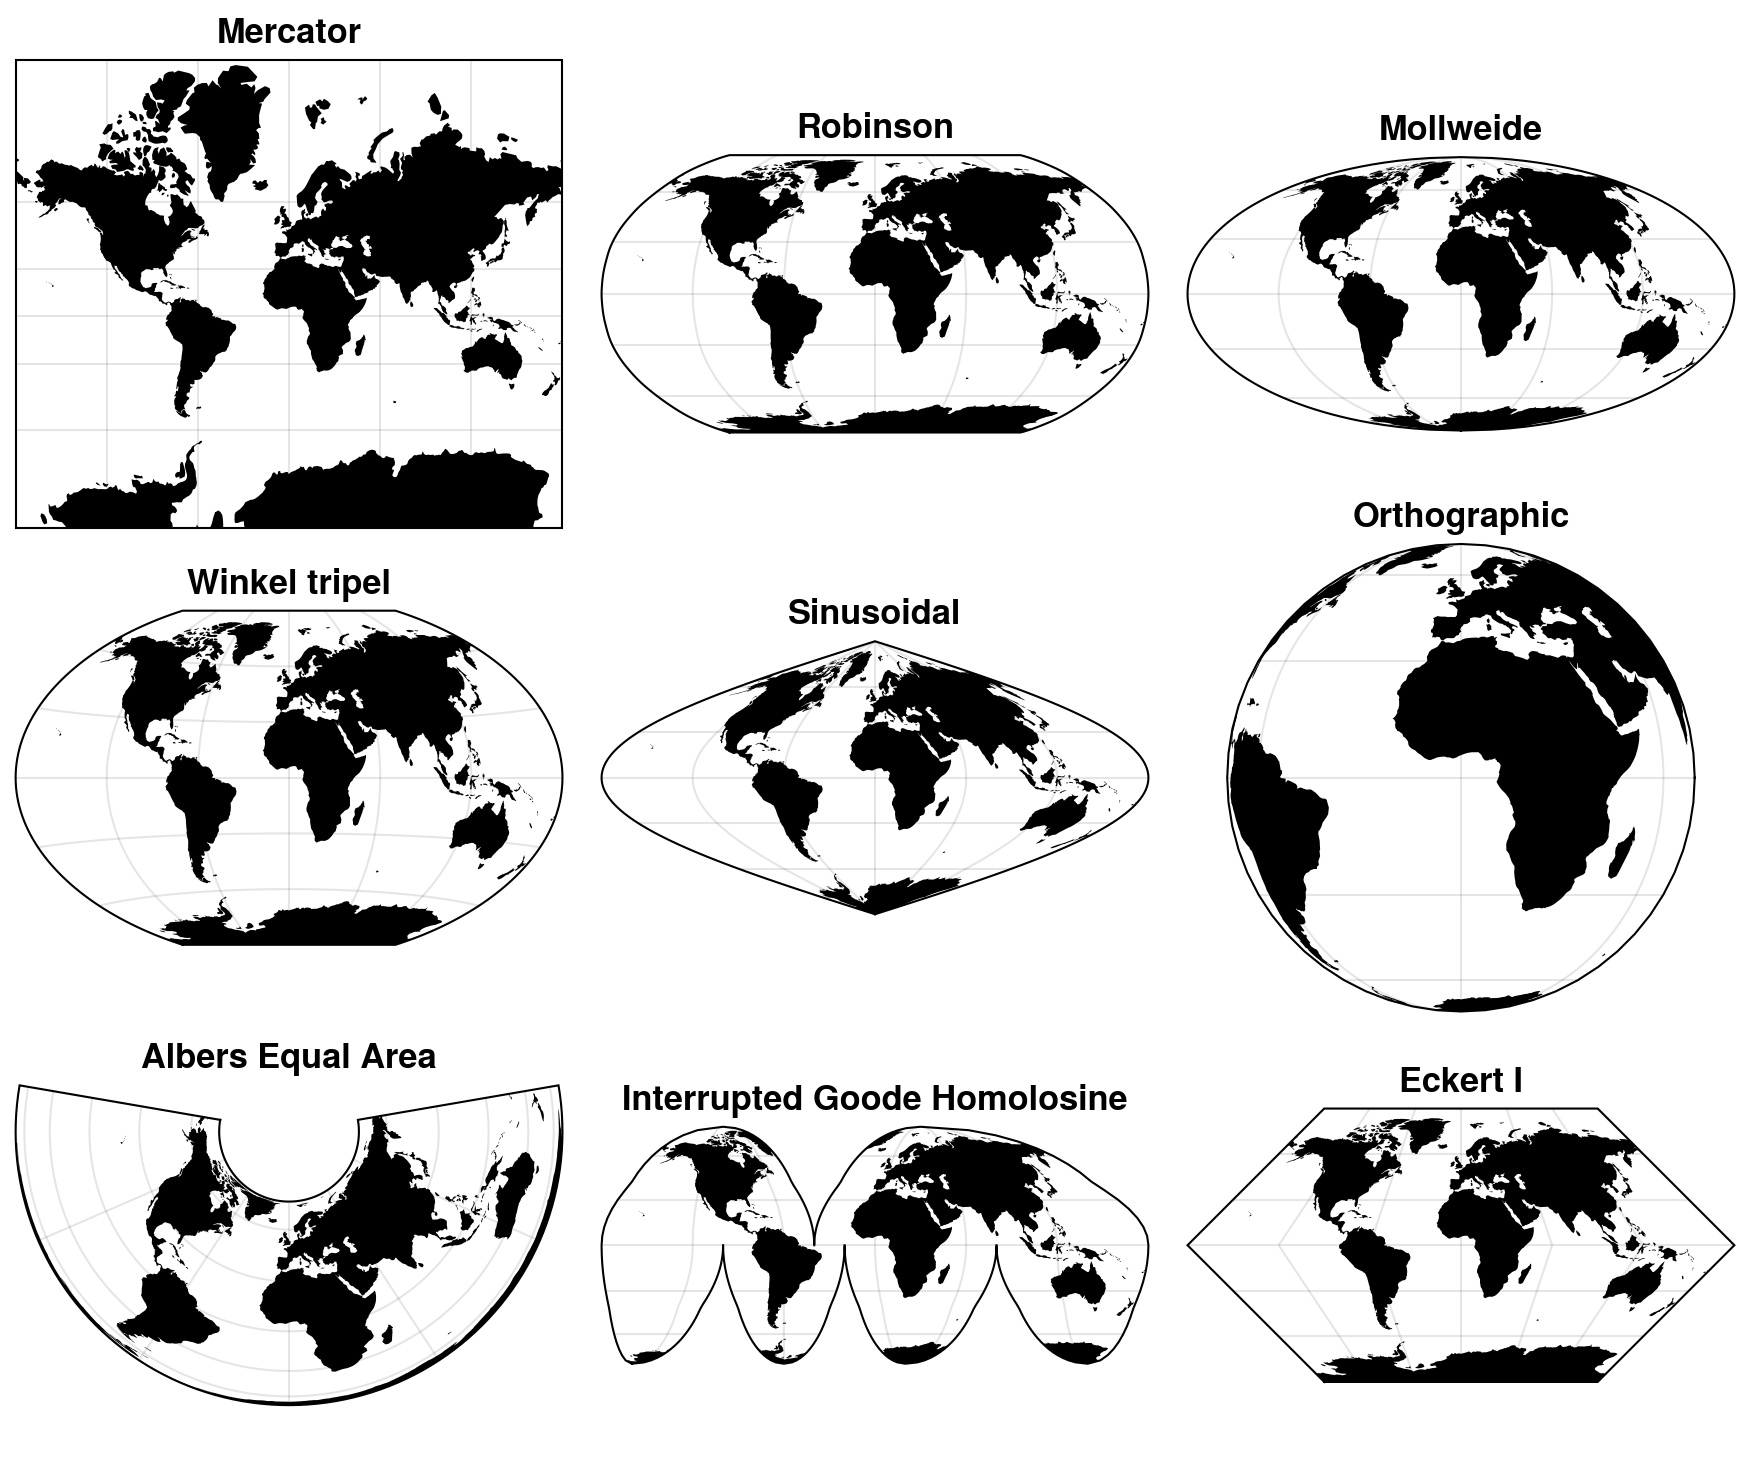 Mercator
Robinson
Mollweide
Winkel tripel
Sinusoidal
Orthographic
Albers Equal Area
Interrupted Goode Homolosine
Eckert I